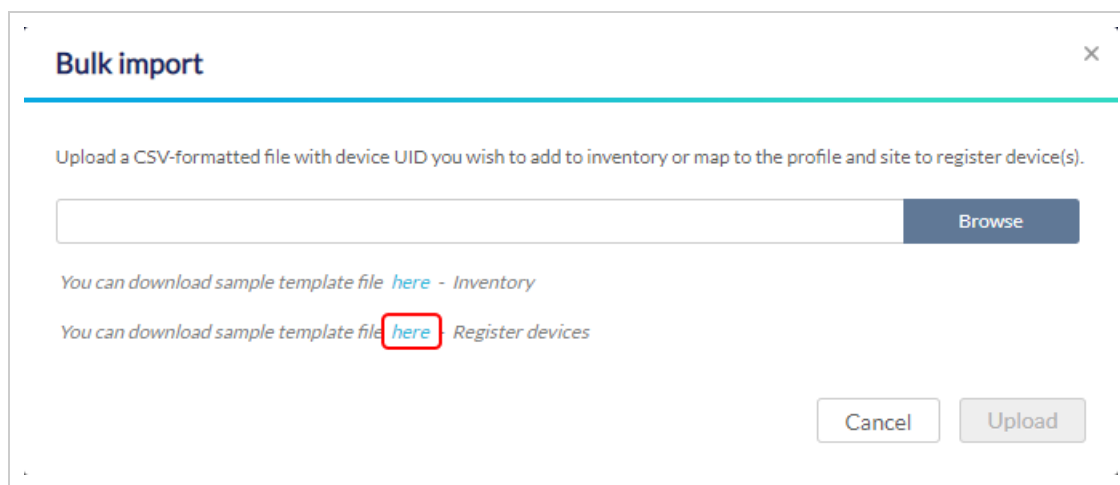 Bulk import ×
Upload a CSV-formatted file with device UID you wish to add to inventory or map to the profile and site to register device(s).
Browse
You can download sample template file here - Inventory
You can download sample template file here - Register devices
Cancel Upload